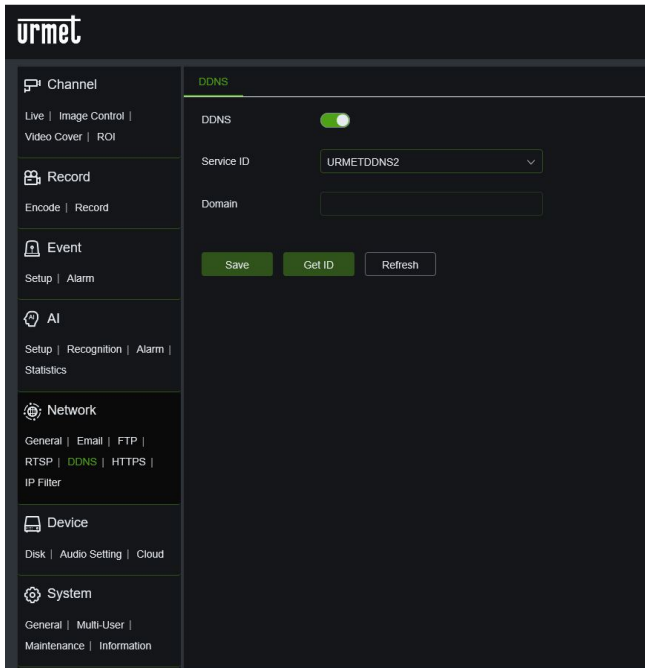 urmet
Channel
Live | Image Control |
Video Cover | ROI
Record
Encode | Record
Event
Setup | Alarm
AI
AI
Setup | Recognition | Alarm |
Statistics
Network
General | Email | FTP |
RTSP | DDNS | HTTPS |
IP Filter
Device
Disk | Audio Setting | Cloud
System
General | Multi-User |
Maintenance | Information
DDNS
DDNS
Service ID URMETDDNS2
Domain
Save Get ID Refresh